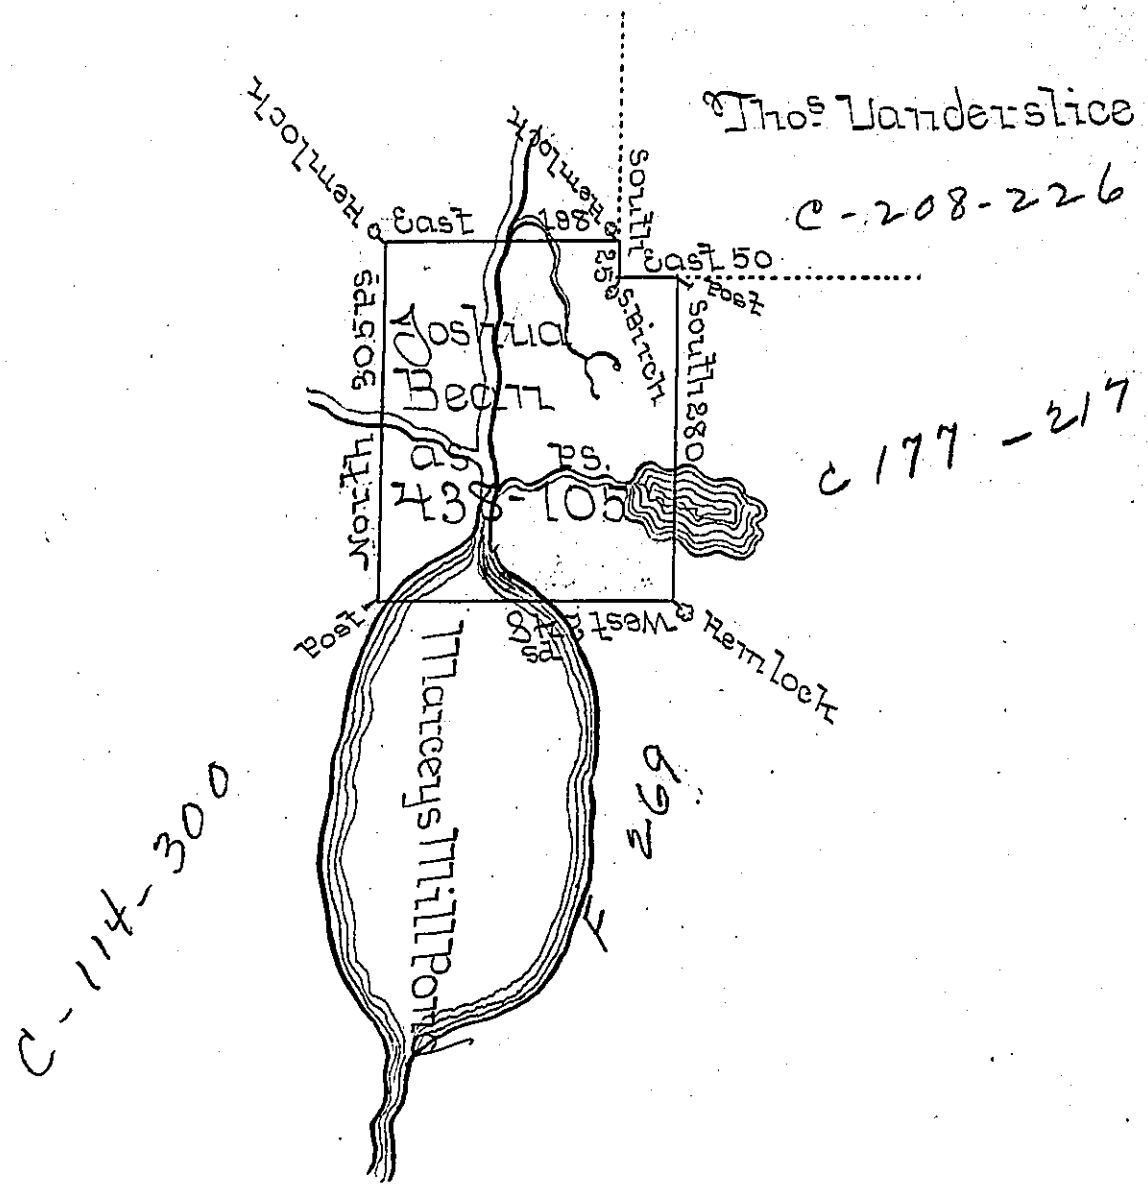 Thos Vanderslice
C-208-226
Hemlock
Hemlock
East 198
South
25
East 50
Post
S.Birch
South 280
C 177-217
North 305 ps
Joshua
Bean
as ps.
438-105
Post
West 248
ps
Hemlock
Marceys Mill Pond
269
C-114-300